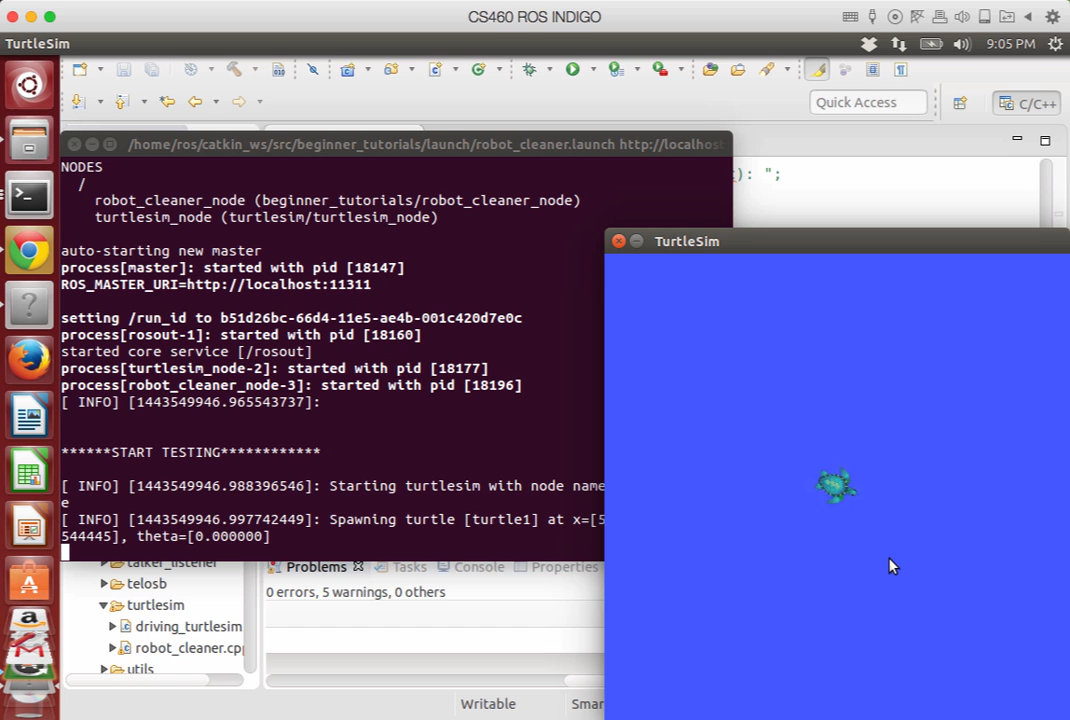 CS460 ROS INDIGO
TurtleSim
9:05 PM
Quick Access
C/C++
/home/ros/catkin_ws/src/beginner_tutorials/launch/robot_cleaner.launch http://localhost
): ";
NODES
/
robot_cleaner_node (beginner_tutorials/robot_cleaner_node)
turtlesim_node (turtlesim/turtlesim_node)
auto-starting new master
process[master]: started with pid [18147]
ROS_MASTER_URI=http://localhost:11311
setting /run_id to b51d26bc-66d4-11e5-ae4b-001c420d7e0c
process[rosout-1]: started with pid [18160]
started core service [/rosout]
process[turtlesim_node-2]: started with pid [18177]
process[robot_cleaner_node-3]: started with pid [18196]
[ INFO] [1443549946.965543737]:
******START TESTING************
[ INFO] [1443549946.988396546]: Starting turtlesim with node name
e
[ INFO] [1443549946.997742449]: Spawning turtle [turtle1] at x=[5
544445], theta=[0.000000]
TurtleSim
talker_listener
telosb
turtlesim
driving_turtlesim
robot_cleaner.cpp
utils
Problems
Tasks
Console
Properties
0 errors, 5 warnings, 0 others
Writable
Smar